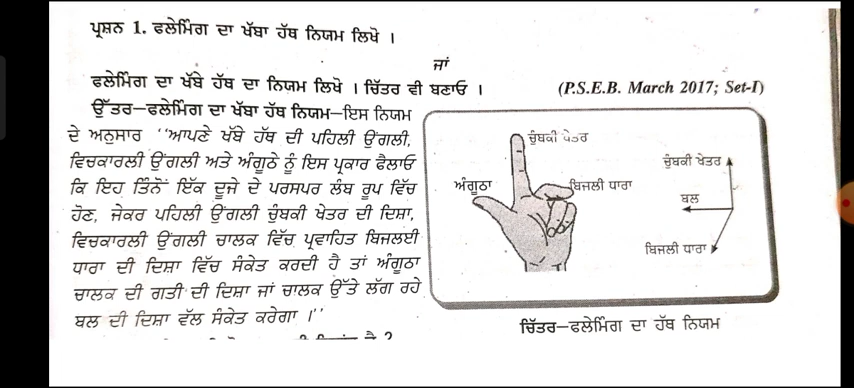 ਪ੍ਰਸ਼ਨ 1. ਫਲੇਮਿੰਗ ਦਾ ਖੱਬਾ ਹੱਥ ਨਿਯਮ ਲਿਖੋ ।
ਜਾਂ
ਫਲੇਮਿੰਗ ਦਾ ਖੱਬੇ ਹੱਥ ਦਾ ਨਿਯਮ ਲਿਖੋ । ਚਿੱਤਰ ਵੀ ਬਣਾਓ । (P.S.E.B. March 2017; Set-I)
ਉੱਤਰ—ਫਲੇਮਿੰਗ ਦਾ ਖੱਬਾ ਹੱਥ ਨਿਯਮ—ਇਸ ਨਿਯਮ
ਦੇ ਅਨੁਸਾਰ ‘‘ਆਪਣੇ ਖੱਬੇ ਹੱਥ ਦੀ ਪਹਿਲੀ ਉਂਗਲੀ,
ਵਿਚਕਾਰਲੀ ਉਂਗਲੀ ਅਤੇ ਅੰਗੂਠੇ ਨੂੰ ਇਸ ਪ੍ਰਕਾਰ ਫੈਲਾਓ
ਕਿ ਇਹ ਤਿੰਨੋਂ ਇੱਕ ਦੂਜੇ ਦੇ ਪਰਸਪਰ ਲੰਬ ਰੂਪ ਵਿੱਚ
ਹੋਣ, ਜੇਕਰ ਪਹਿਲੀ ਉਂਗਲੀ ਚੁੰਬਕੀ ਖੇਤਰ ਦੀ ਦਿਸ਼ਾ,
ਵਿਚਕਾਰਲੀ ਉਂਗਲੀ ਚਾਲਕ ਵਿੱਚ ਪ੍ਰਵਾਹਿਤ ਬਿਜਲਈ
ਧਾਰਾ ਦੀ ਦਿਸ਼ਾ ਵਿੱਚ ਸੰਕੇਤ ਕਰਦੀ ਹੈ ਤਾਂ ਅੰਗੂਠਾ
ਚਾਲਕ ਦੀ ਗਤੀ ਦੀ ਦਿਸ਼ਾ ਜਾਂ ਚਾਲਕ ਉੱਤੇ ਲੱਗ ਰਹੇ
ਬਲ ਦੀ ਦਿਸ਼ਾ ਵੱਲ ਸੰਕੇਤ ਕਰੇਗਾ ।’’
ਚੁੰਬਕੀ ਖੇਤਰ
ਅੰਗੂਠਾ
ਬਿਜਲੀ ਧਾਰਾ
ਚੁੰਬਕੀ ਖੇਤਰ
ਬਲ
ਬਿਜਲੀ ਧਾਰਾ
ਚਿੱਤਰ—ਫਲੇਮਿੰਗ ਦਾ ਹੱਥ ਨਿਯਮ